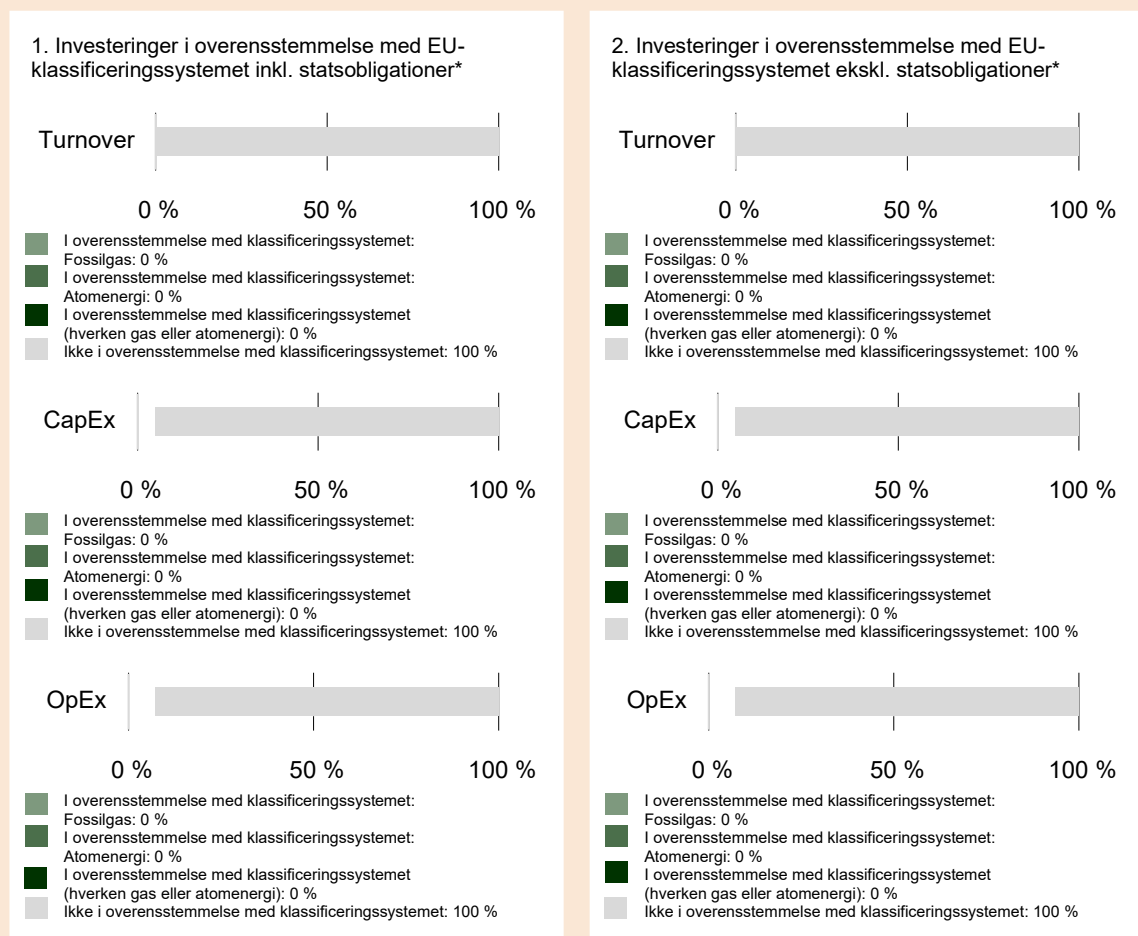 1. Investeringer i overensstemmelse med EU-
klassificeringssystemet inkl. statsobligationer*
Turnover
0 % 50 % 100 %
I overensstemmelse med klassificeringssystemet:
Fossilgas: 0 %
I overensstemmelse med klassificeringssystemet:
Atomenergi: 0 %
I overensstemmelse med klassificeringssystemet
(hverken gas eller atomenergi): 0 %
Ikke i overensstemmelse med klassificeringssystemet: 100 %
CapEx
0 % 50 % 100 %
I overensstemmelse med klassificeringssystemet:
Fossilgas: 0 %
I overensstemmelse med klassificeringssystemet:
Atomenergi: 0 %
I overensstemmelse med klassificeringssystemet
(hverken gas eller atomenergi): 0 %
Ikke i overensstemmelse med klassificeringssystemet: 100 %
OpEx
0 % 50 % 100 %
I overensstemmelse med klassificeringssystemet:
Fossilgas: 0 %
I overensstemmelse med klassificeringssystemet:
Atomenergi: 0 %
I overensstemmelse med klassificeringssystemet
(hverken gas eller atomenergi): 0 %
Ikke i overensstemmelse med klassificeringssystemet: 100 %
2. Investeringer i overensstemmelse med EU-
klassificeringssystemet ekskl. statsobligationer*
Turnover
0 % 50 % 100 %
I overensstemmelse med klassificeringssystemet:
Fossilgas: 0 %
I overensstemmelse med klassificeringssystemet:
Atomenergi: 0 %
I overensstemmelse med klassificeringssystemet
(hverken gas eller atomenergi): 0 %
Ikke i overensstemmelse med klassificeringssystemet: 100 %
CapEx
0 % 50 % 100 %
I overensstemmelse med klassificeringssystemet:
Fossilgas: 0 %
I overensstemmelse med klassificeringssystemet:
Atomenergi: 0 %
I overensstemmelse med klassificeringssystemet
(hverken gas eller atomenergi): 0 %
Ikke i overensstemmelse med klassificeringssystemet: 100 %
OpEx
0 % 50 % 100 %
I overensstemmelse med klassificeringssystemet:
Fossilgas: 0 %
I overensstemmelse med klassificeringssystemet:
Atomenergi: 0 %
I overensstemmelse med klassificeringssystemet
(hverken gas eller atomenergi): 0 %
Ikke i overensstemmelse med klassificeringssystemet: 100 %